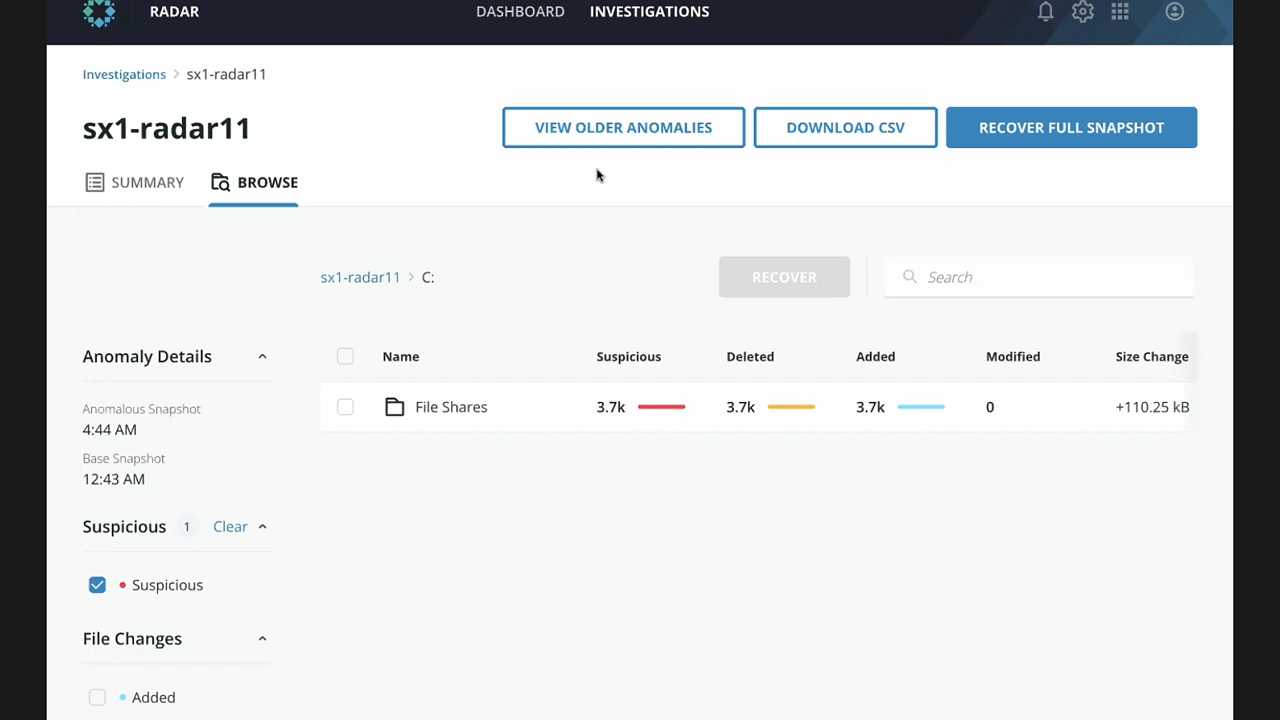 RADAR
DASHBOARD INVESTIGATIONS
Investigations > sx1-radar11
sx1-radar11
VIEW OLDER ANOMALIES
DOWNLOAD CSV
RECOVER FULL SNAPSHOT
SUMMARY BROWSE
sx1-radar11 > C:
RECOVER
Search
Anomaly Details
Anomalous Snapshot
4:44 AM
Base Snapshot
12:43 AM
Suspicious 1 Clear
Suspicious
File Changes
Added
Name Suspicious Deleted Added Modified Size Change
File Shares 3.7k 3.7k 3.7k 0 +110.25 kB